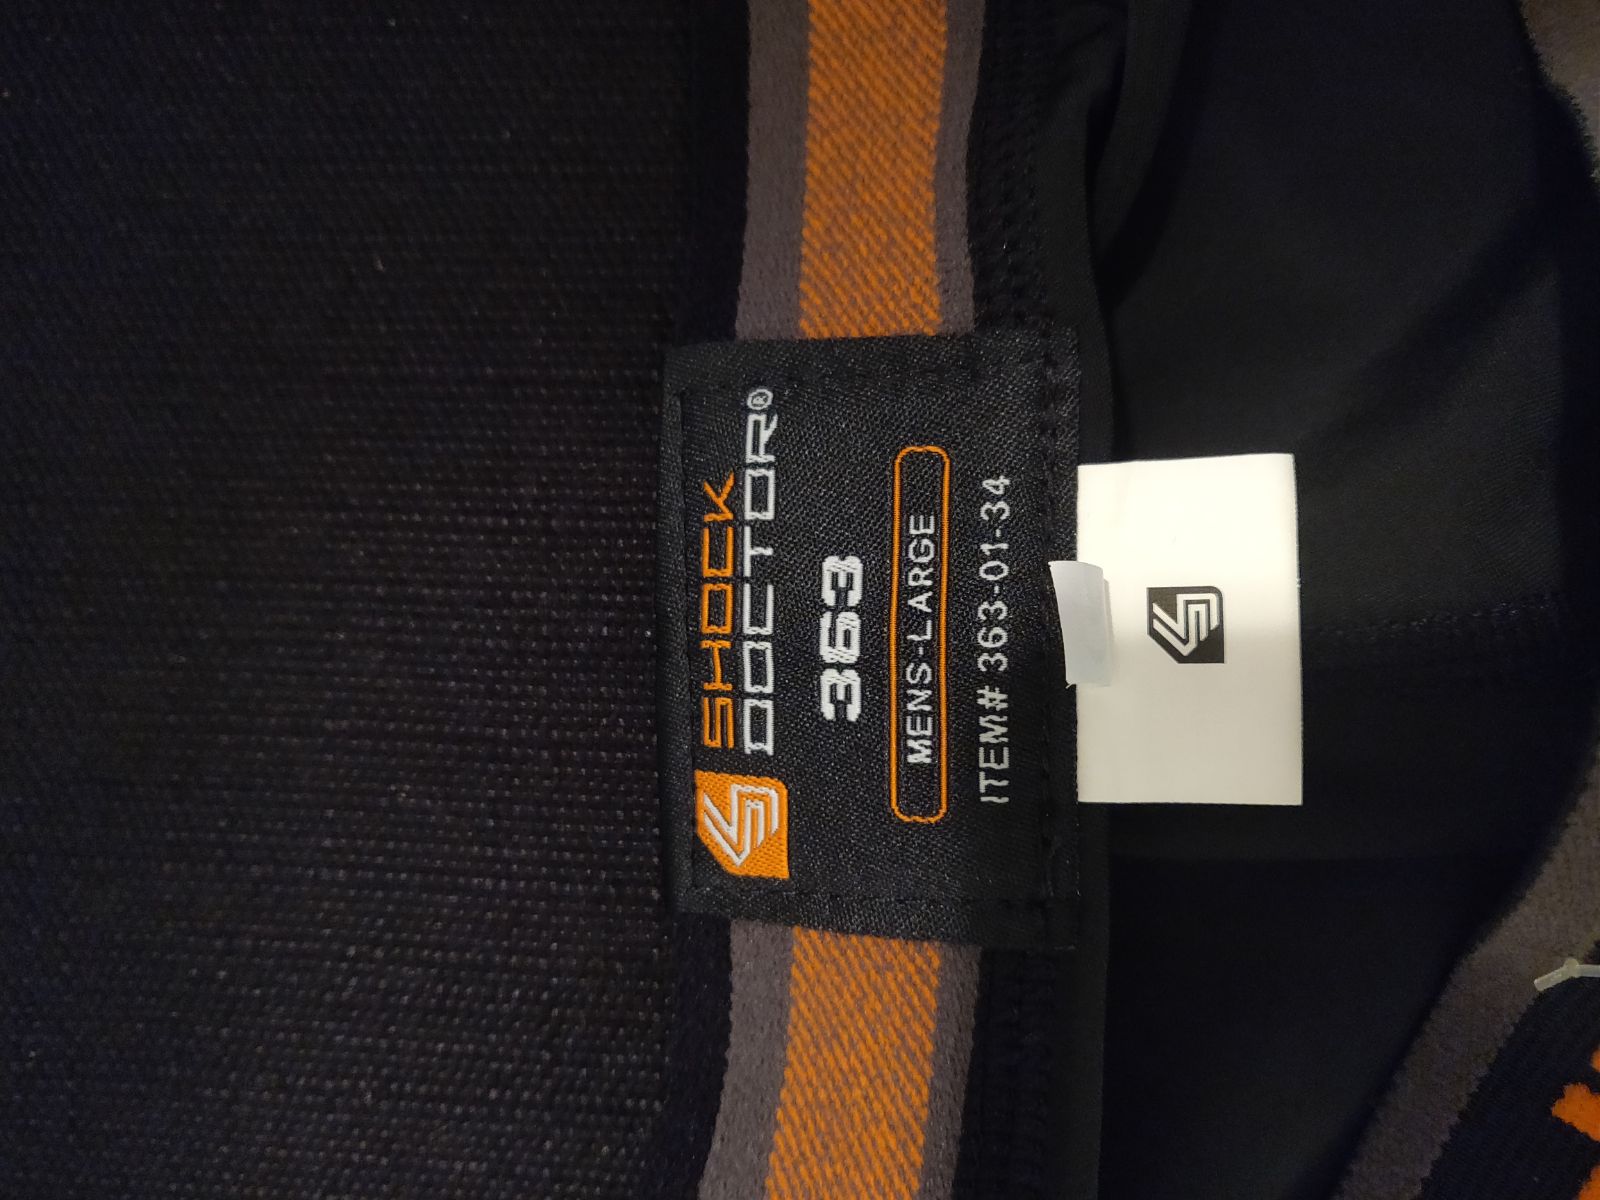 SHOCK
DOCTOR®
363
MENS-LARGE
ITEM# 363-01-34